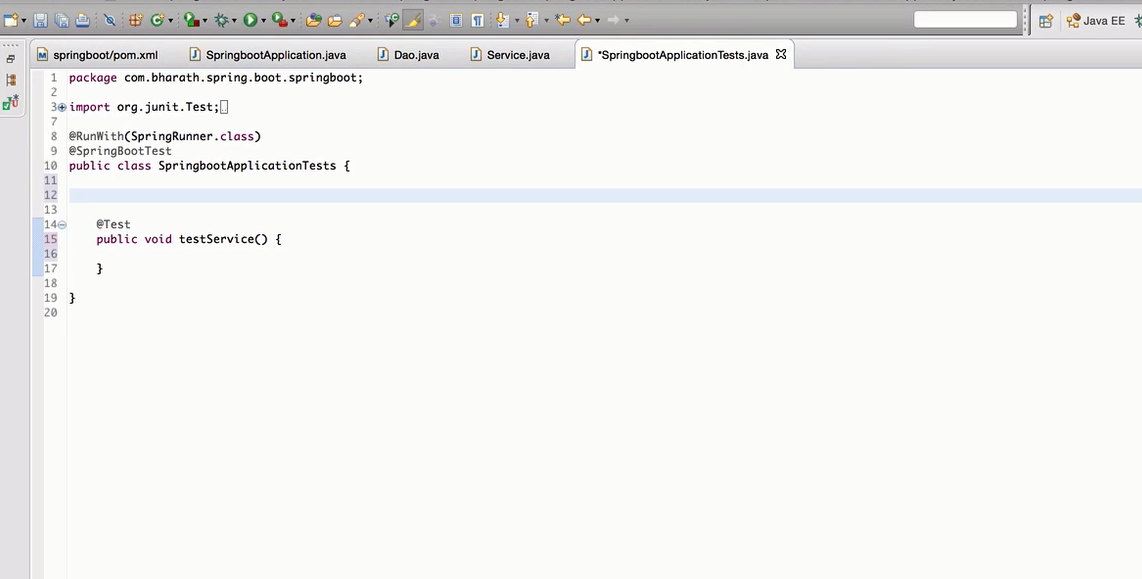 Java EE
springboot/pom.xml SpringbootApplication.java Dao.java Service.java *SpringbootApplicationTests.java
1 package com.bharath.spring.boot.springboot;
2
3 import org.junit.Test;
7
8 @RunWith(SpringRunner.class)
9 @SpringBootTest
10 public class SpringbootApplicationTests {
11
12
13
14 @Test
15 public void testService() {
16
17 }
18
19 }
20